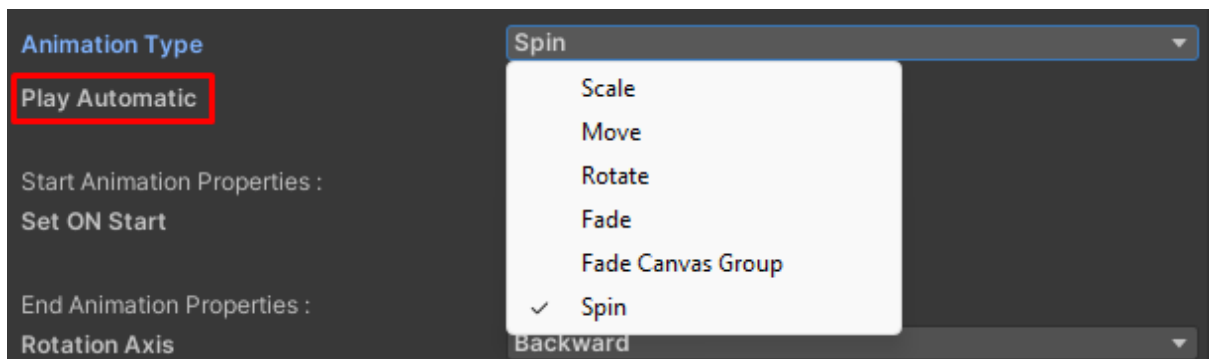 Animation Type Spin
Play Automatic Scale
Move
Start Animation Properties : Rotate
Set ON Start Fade
Fade Canvas Group
End Animation Properties : Spin
Rotation Axis Backward